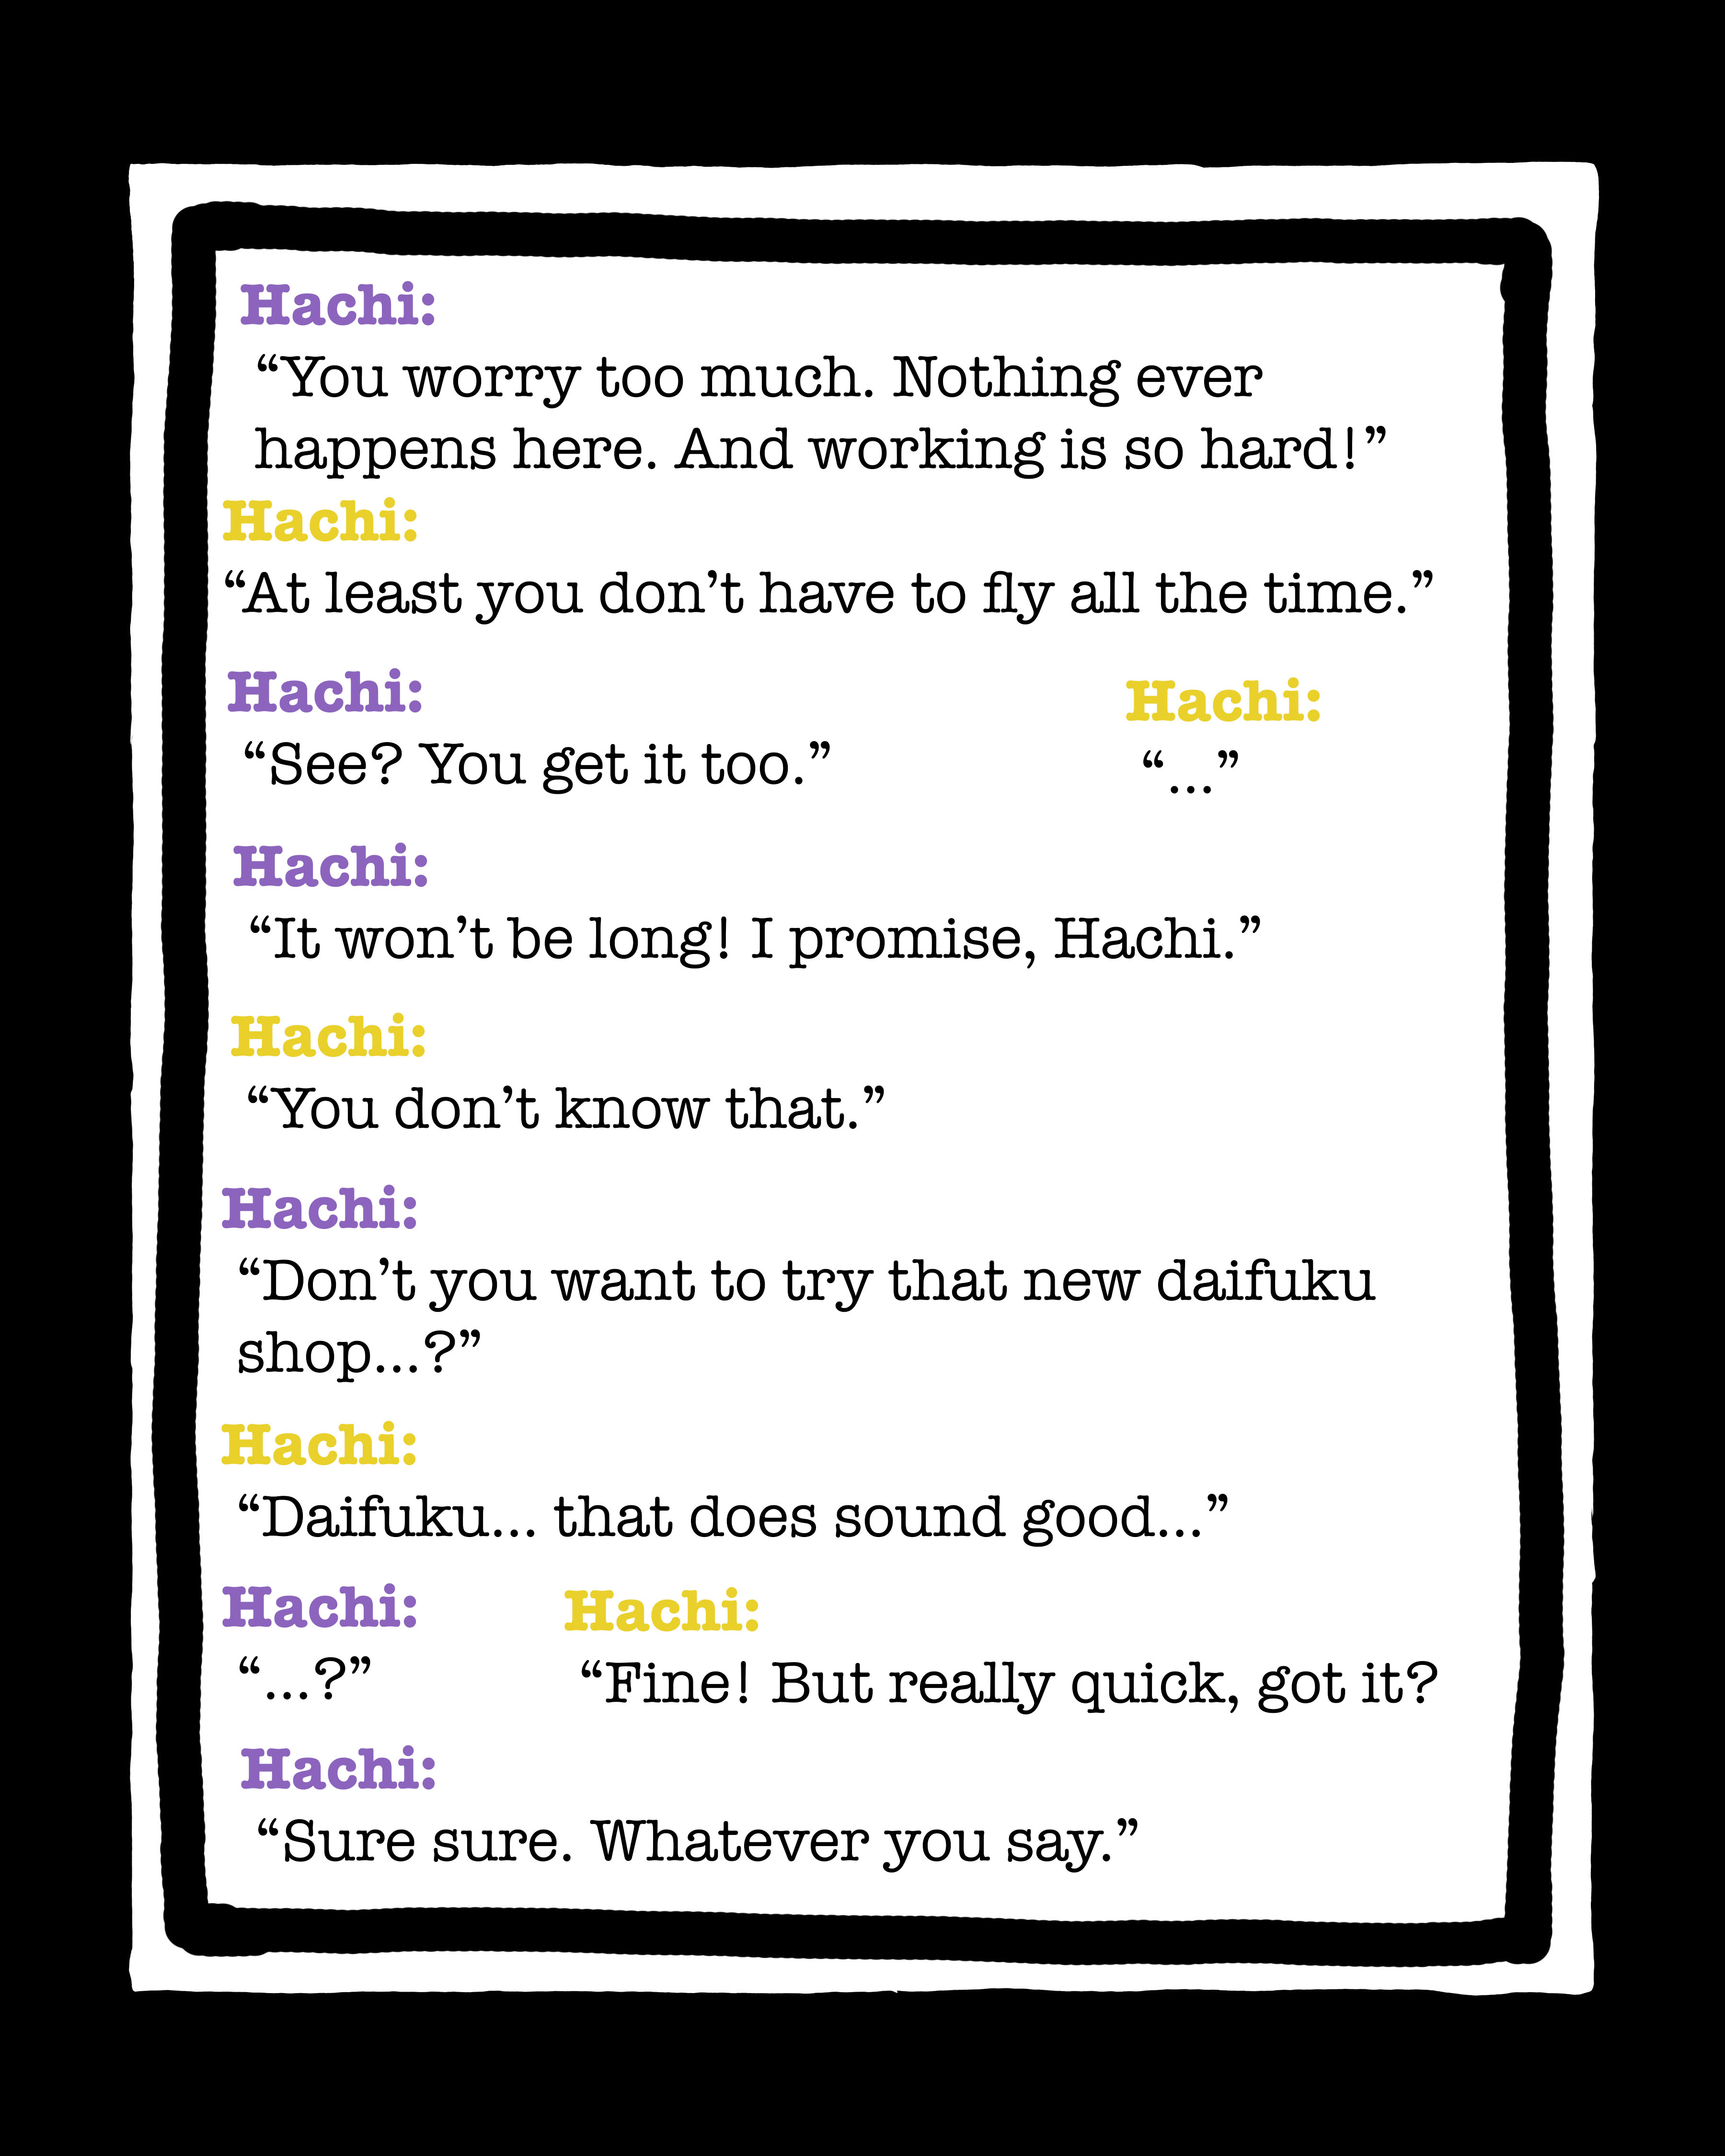 Hachi:
“You worry too much. Nothing ever
happens here. And working is so hard!”
Hachi:
“At least you don’t have to fly all the time.”
Hachi:
“See? You get it too.”
Hachi:
“...”
Hachi:
“It won’t be long! I promise, Hachi.”
Hachi:
“You don’t know that.”
Hachi:
“Don’t you want to try that new daifuku
shop...?”
Hachi:
“Daifuku... that does sound good...”
Hachi:
“...?”
Hachi:
“Fine! But really quick, got it?
Hachi:
“Sure sure. Whatever you say.”